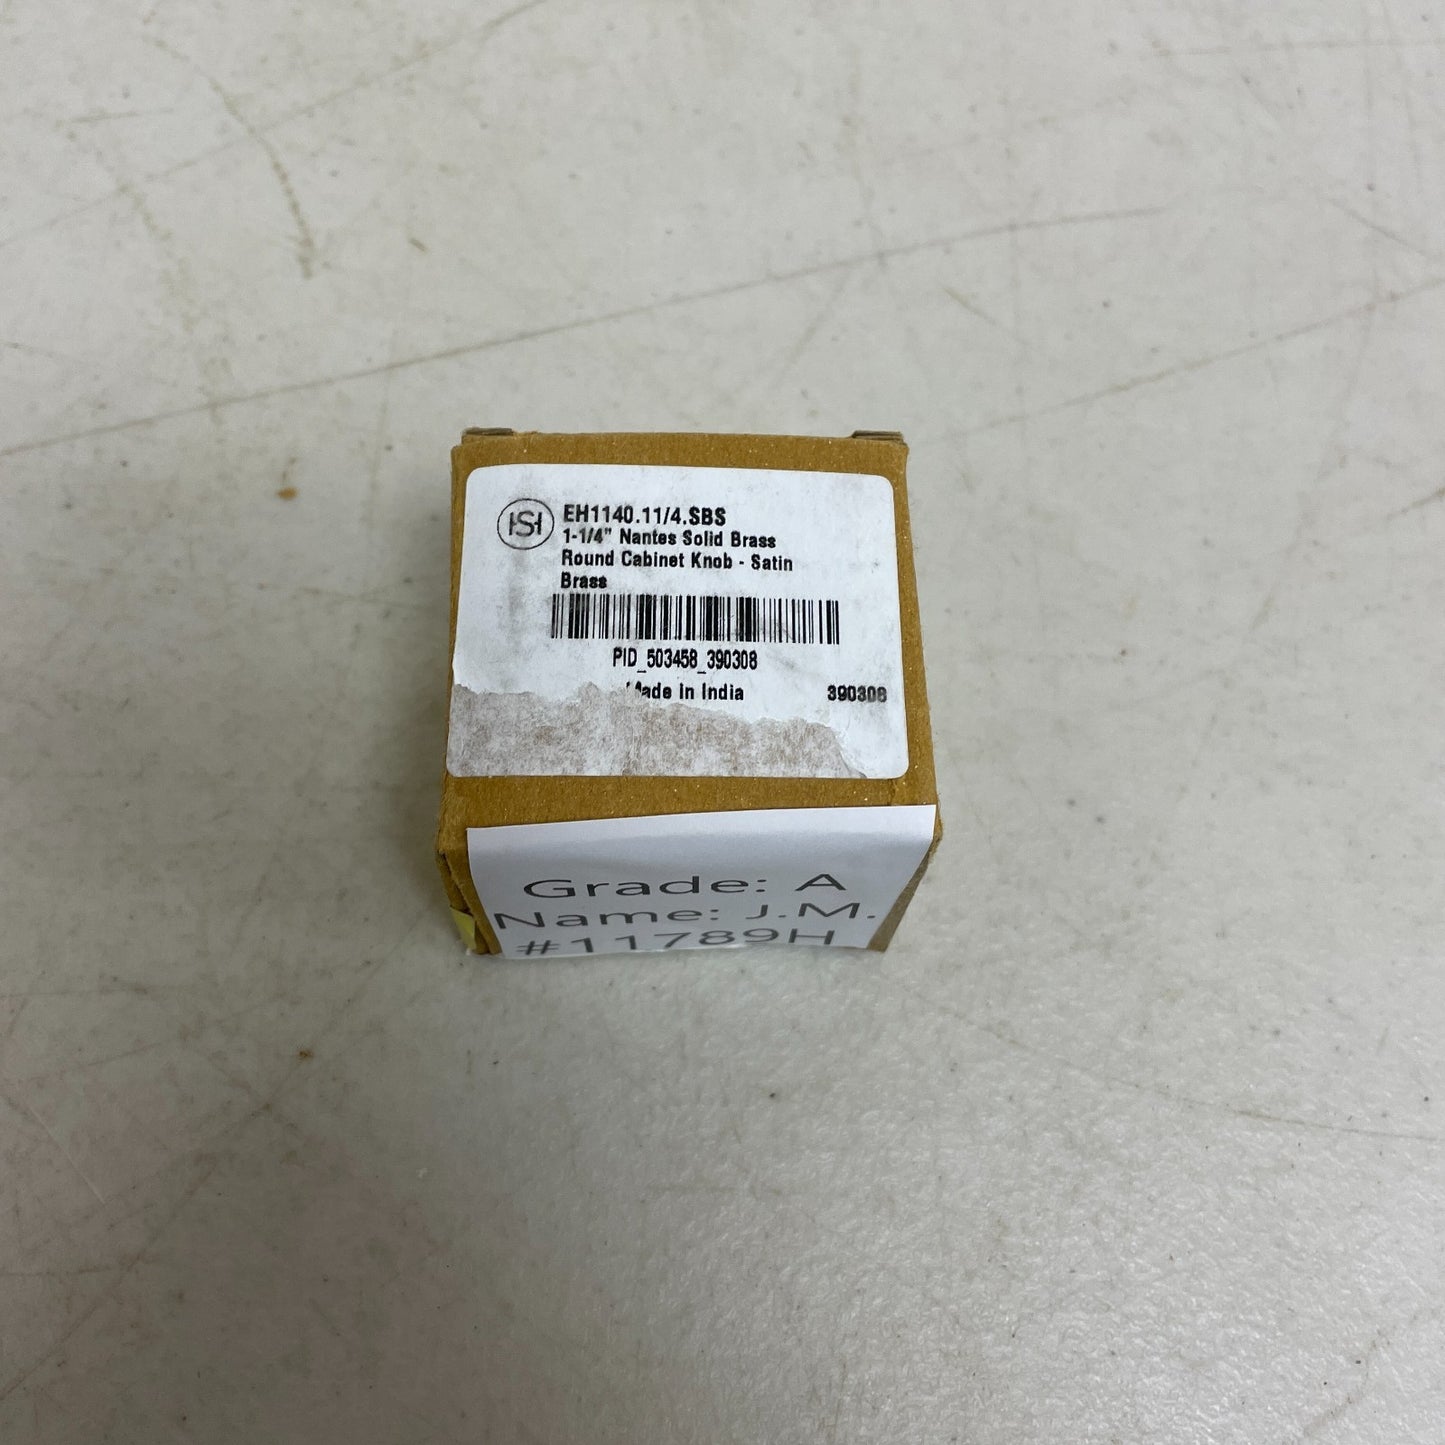 HSH
EH1140.11/4.SBS
1-1/4" Nantes Solid Brass
Round Cabinet Knob - Satin
Brass
PID_503458_390308
Made in India 390308
Grade: A
Name: J.M.
#11789H